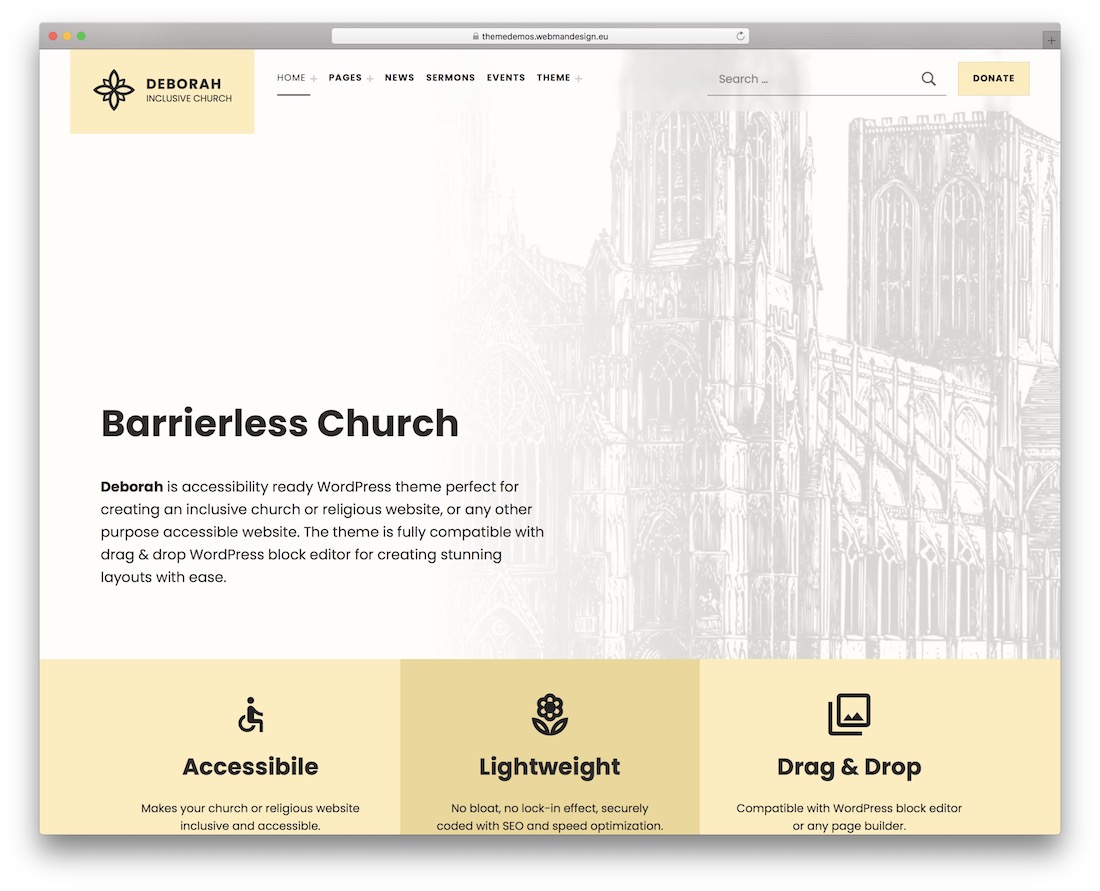 themedemos.webmandesign.eu
DEBORAH
INCLUSIVE CHURCH
HOME + PAGES + NEWS SERMONS EVENTS THEME +
Search ...
DONATE
Barrierless Church
Deborah is accessibility ready WordPress theme perfect for
creating an inclusive church or religious website, or any other
purpose accessible website. The theme is fully compatible with
drag & drop WordPress block editor for creating stunning
layouts with ease.
Accessibile
Makes your church or religious website
inclusive and accessible.
Lightweight
No bloat, no lock-in effect, securely
coded with SEO and speed optimization.
Drag & Drop
Compatible with WordPress block editor
or any page builder.